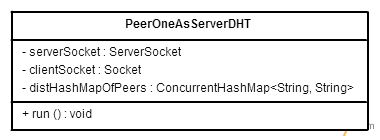 PeerOneAsServerDHT
- serverSocket : ServerSocket
- clientSocket : Socket
- distHashMapOfPeers : ConcurrentHashMap<String, String>
+ run () : void